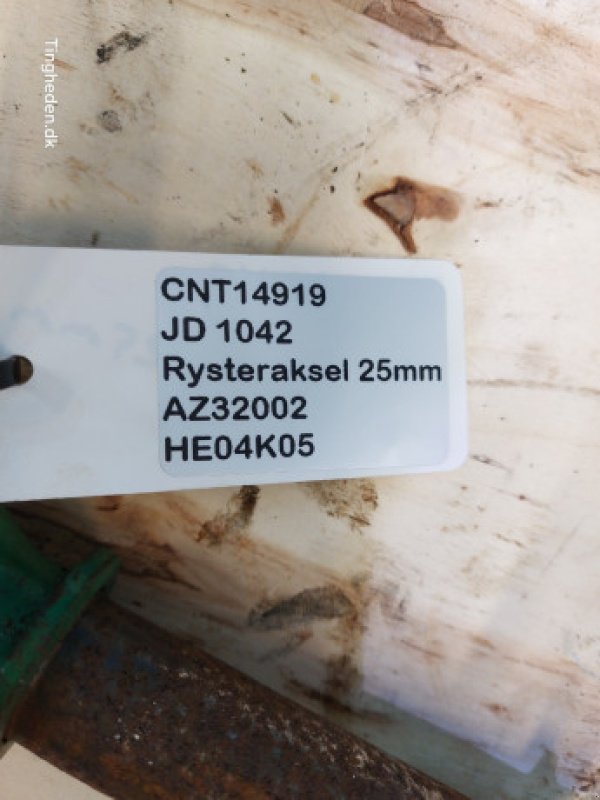 Tingheden.dk
CNT14919
JD 1042
Rysteraksel 25mm
AZ32002
HE04K05